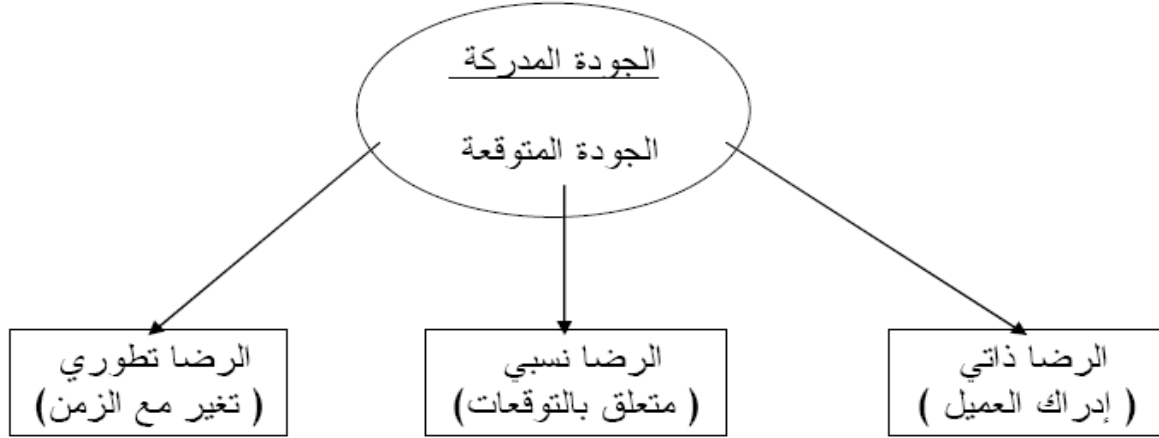 الجودة المدركة
الجودة المتوقعة
الرضا ذاتي
( إدراك العميل )
الرضا نسبي
( متعلق بالتوقعات)
الرضا تطوري
( تغير مع الزمن)